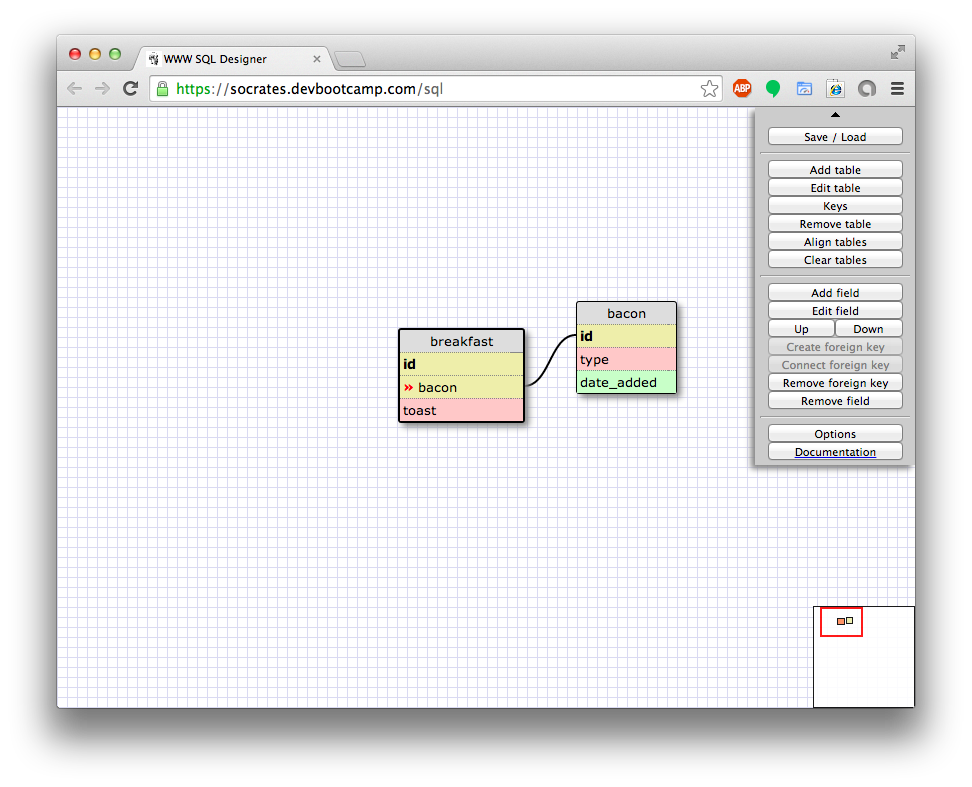 WWW SQL Designer
https://socrates.devbootcamp.com/sql
ABP
Save / Load
Add table
Edit table
Keys
Remove table
Align tables
Clear tables
Add field
Edit field
Up Down
Create foreign key
Connect foreign key
Remove foreign key
Remove field
Options
Documentation
breakfast
id
» bacon
toast
bacon
id
type
date_added